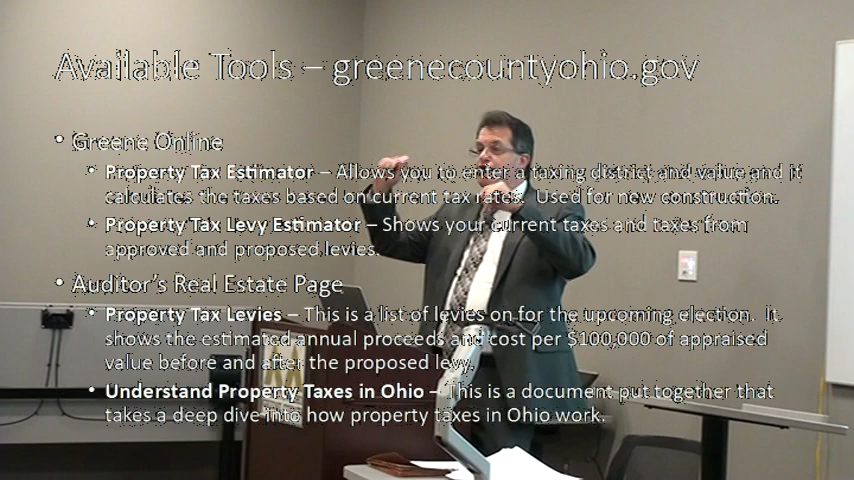 Available Tools – greenecountyohio.gov
• Greene Online
• Property Tax Estimator – Allows you to enter a taxing district and value and it
calculates the taxes based on current tax rates. Used for new construction.
• Property Tax Levy Estimator – Shows your current taxes and taxes from
approved and proposed levies.
• Auditor's Real Estate Page
• Property Tax Levies – This is a list of levies on for the upcoming election. It
shows the estimated annual proceeds and cost per $100,000 of appraised
value before and after the proposed levy.
• Understand Property Taxes in Ohio – This is a document put together that
takes a deep dive into how property taxes in Ohio work.